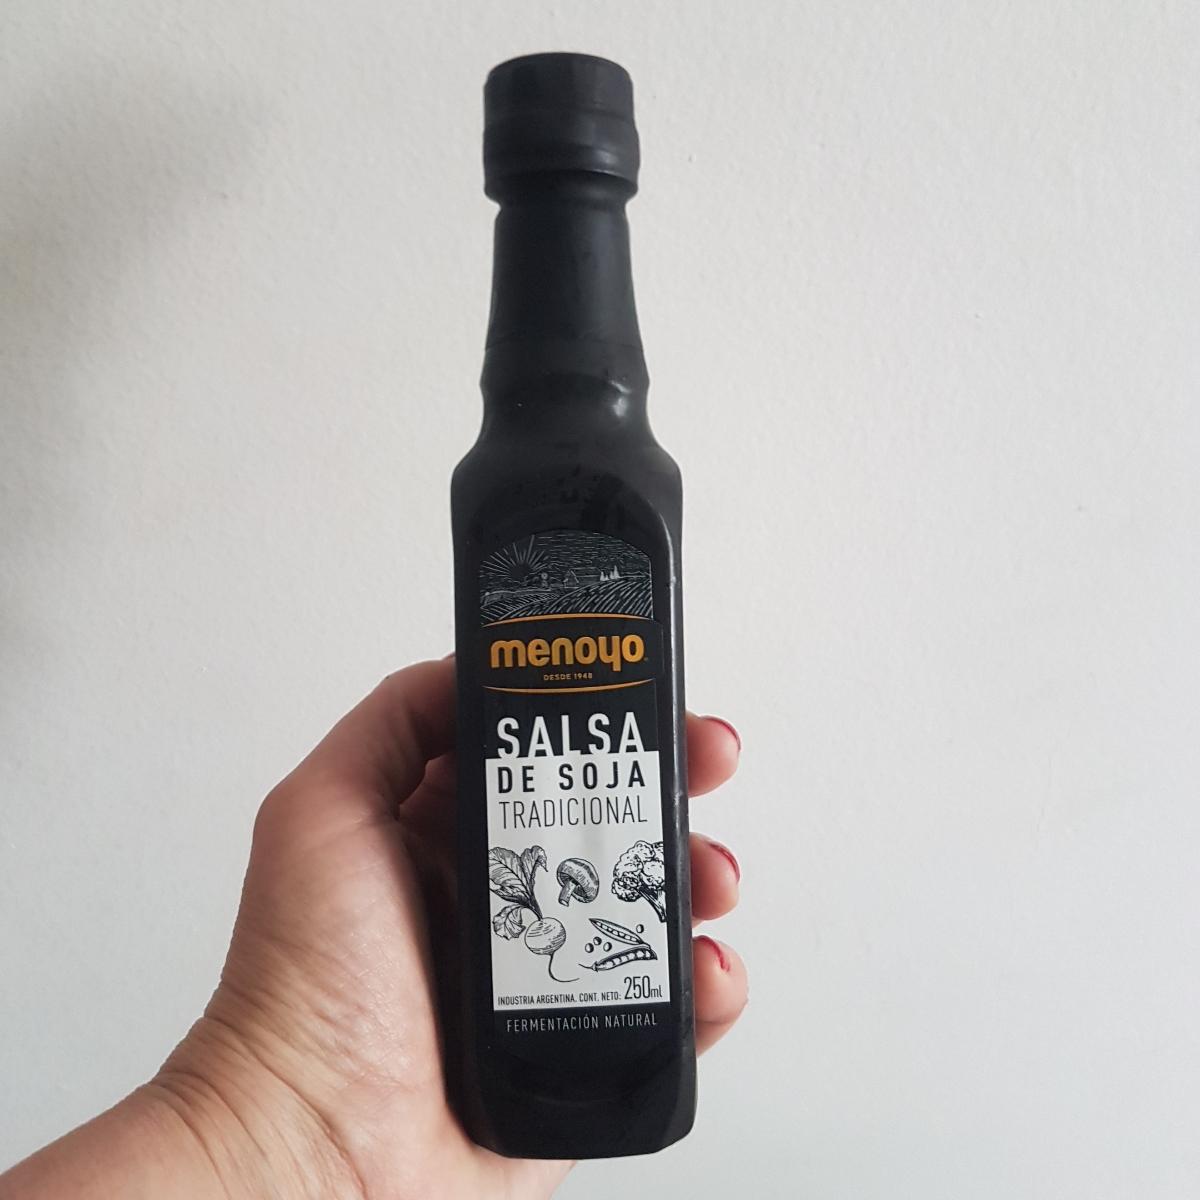 menoyo
DESDE 1948
SALSA
DE SOJA
TRADICIONAL
INDUSTRIA ARGENTINA. CONT. NETO: 250ml
FERMENTACIÓN NATURAL